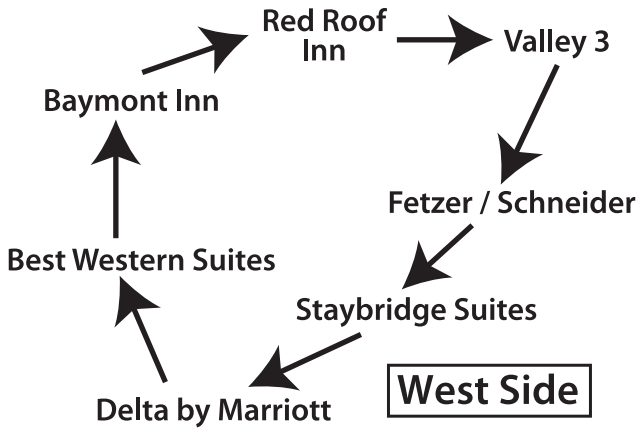 Red Roof
Inn
Valley 3
Baymont Inn
Fetzer / Schneider
Best Western Suites
Staybridge Suites
West Side
Delta by Marriott